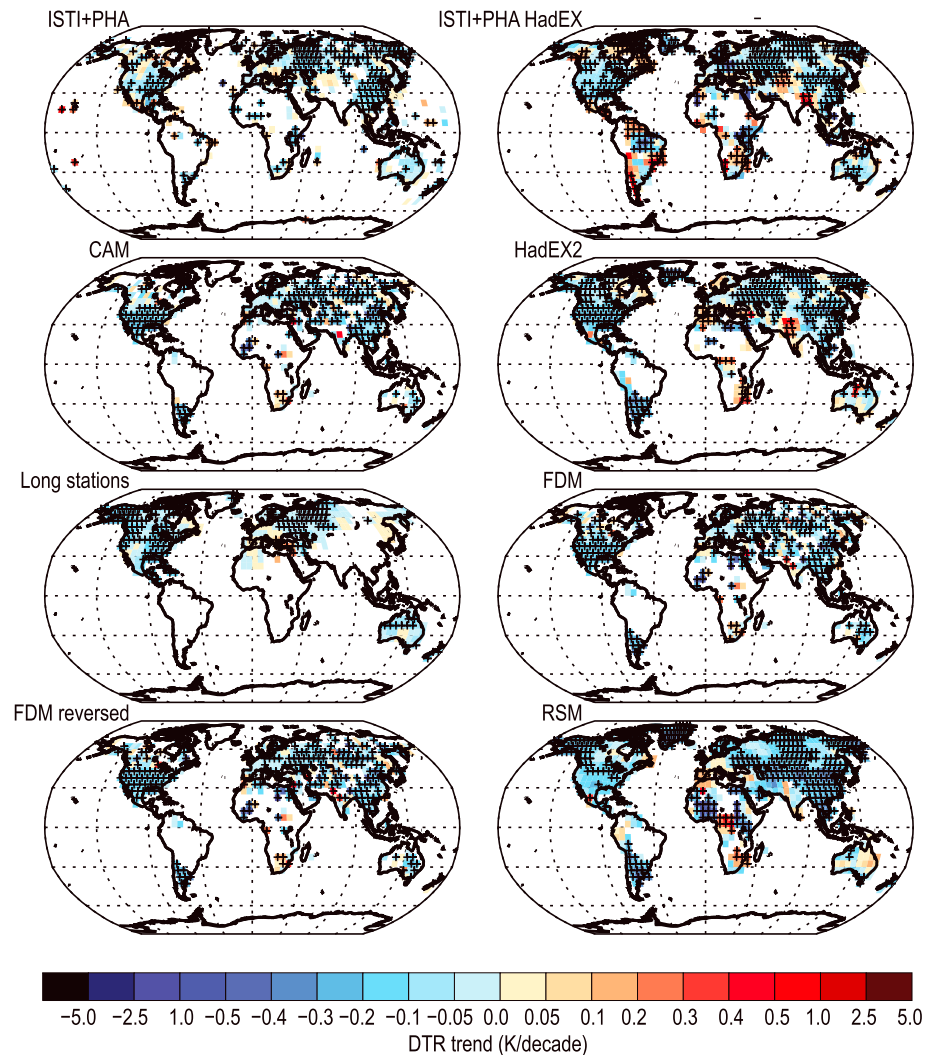 ISTI+PHA
ISTI+PHA HadEX
CAM
HadEX2
Long stations
FDM
FDM reversed
RSM
−5.0 −2.5 1.0 −0.5 −0.4 −0.3 −0.2 −0.1 −0.05 0.0 0.05 0.1 0.2 0.3 0.4 0.5 1.0 2.5 5.0
DTR trend (K/decade)